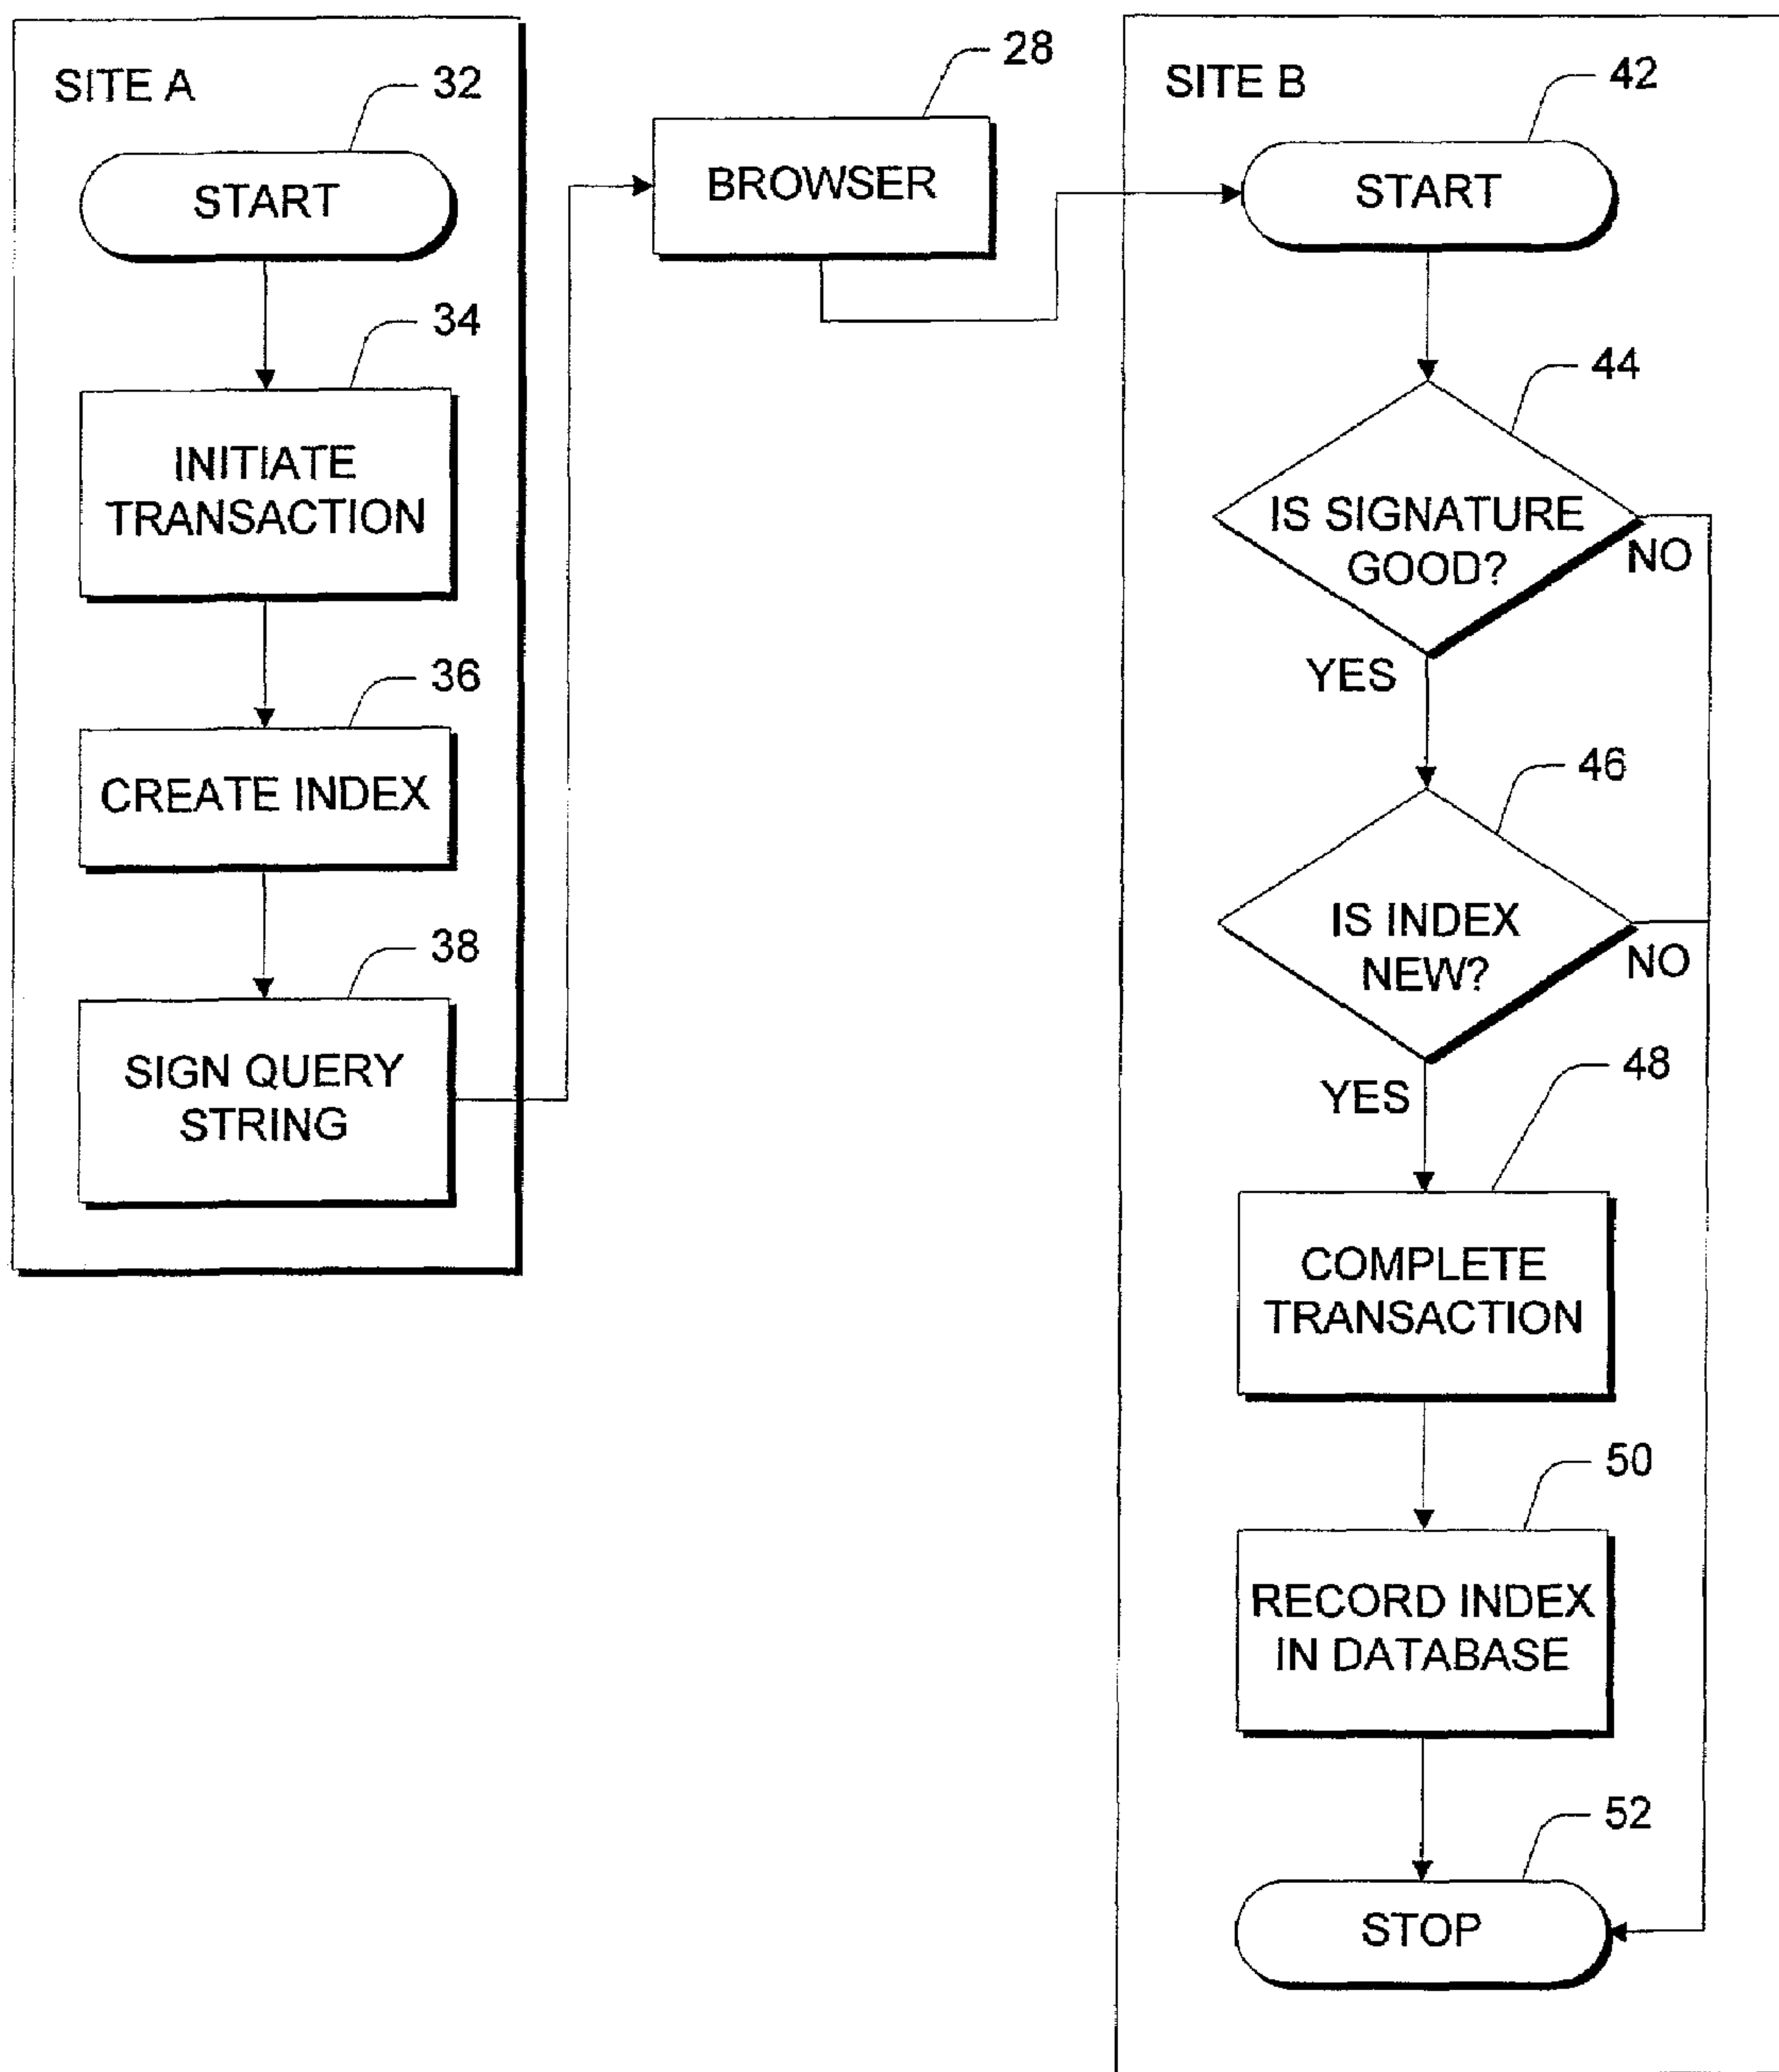 SITE A
32
START
34
INITIATE
TRANSACTION
36
CREATE INDEX
38
SIGN QUERY
STRING
28
BROWSER
SITE B
42
START
44
IS SIGNATURE
GOOD?
NO
YES
46
IS INDEX
NEW?
NO
YES
48
COMPLETE
TRANSACTION
50
RECORD INDEX
IN DATABASE
52
STOP